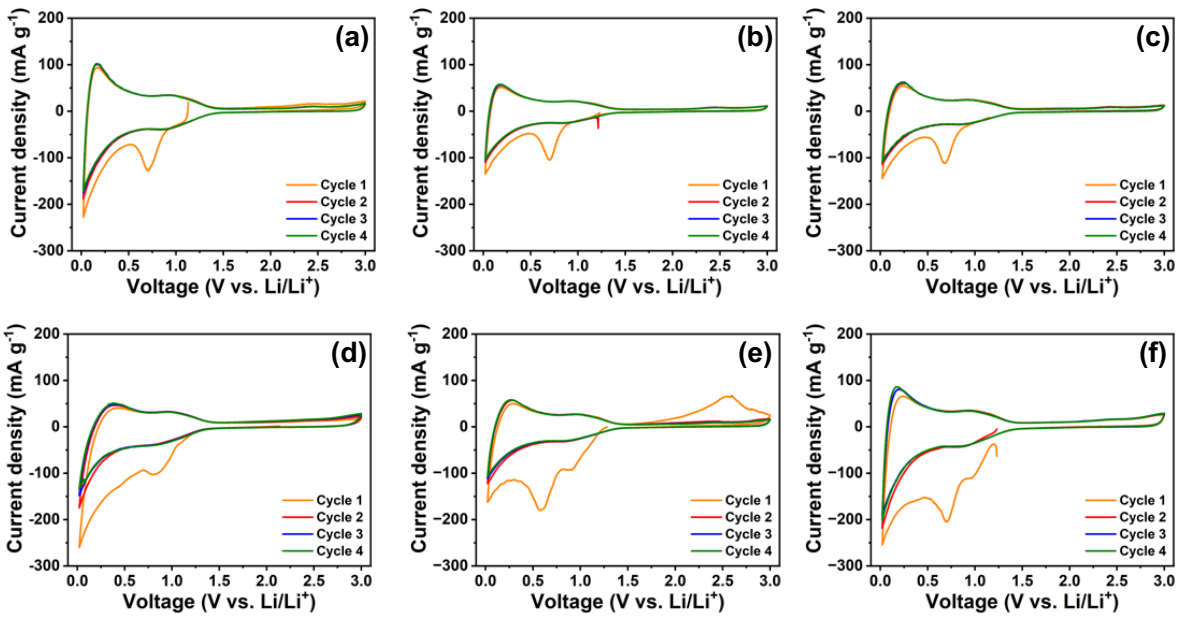 (a)
Current density (mA g⁻¹)
200
100
0
-100
-200
-300
Cycle 1
Cycle 2
Cycle 3
Cycle 4
0.0 0.5 1.0 1.5 2.0 2.5 3.0
Voltage (V vs. Li/Li⁺)
(b)
Current density (mA g⁻¹)
200
100
0
-100
-200
-300
Cycle 1
Cycle 2
Cycle 3
Cycle 4
0.0 0.5 1.0 1.5 2.0 2.5 3.0
Voltage (V vs. Li/Li⁺)
(c)
Current density (mA g⁻¹)
200
100
0
−100
−200
−300
Cycle 1
Cycle 2
Cycle 3
Cycle 4
0.0 0.5 1.0 1.5 2.0 2.5 3.0
Voltage (V vs. Li/Li⁺)
(d)
Current density (mA g⁻¹)
200
100
0
-100
-200
-300
Cycle 1
Cycle 2
Cycle 3
Cycle 4
0.0 0.5 1.0 1.5 2.0 2.5 3.0
Voltage (V vs. Li/Li⁺)
(e)
Current density (mA g⁻¹)
200
100
0
-100
-200
-300
Cycle 1
Cycle 2
Cycle 3
Cycle 4
0.0 0.5 1.0 1.5 2.0 2.5 3.0
Voltage (V vs. Li/Li⁺)
(f)
Current density (mA g⁻¹)
200
100
0
−100
−200
−300
Cycle 1
Cycle 2
Cycle 3
Cycle 4
0.0 0.5 1.0 1.5 2.0 2.5 3.0
Voltage (V vs. Li/Li⁺)